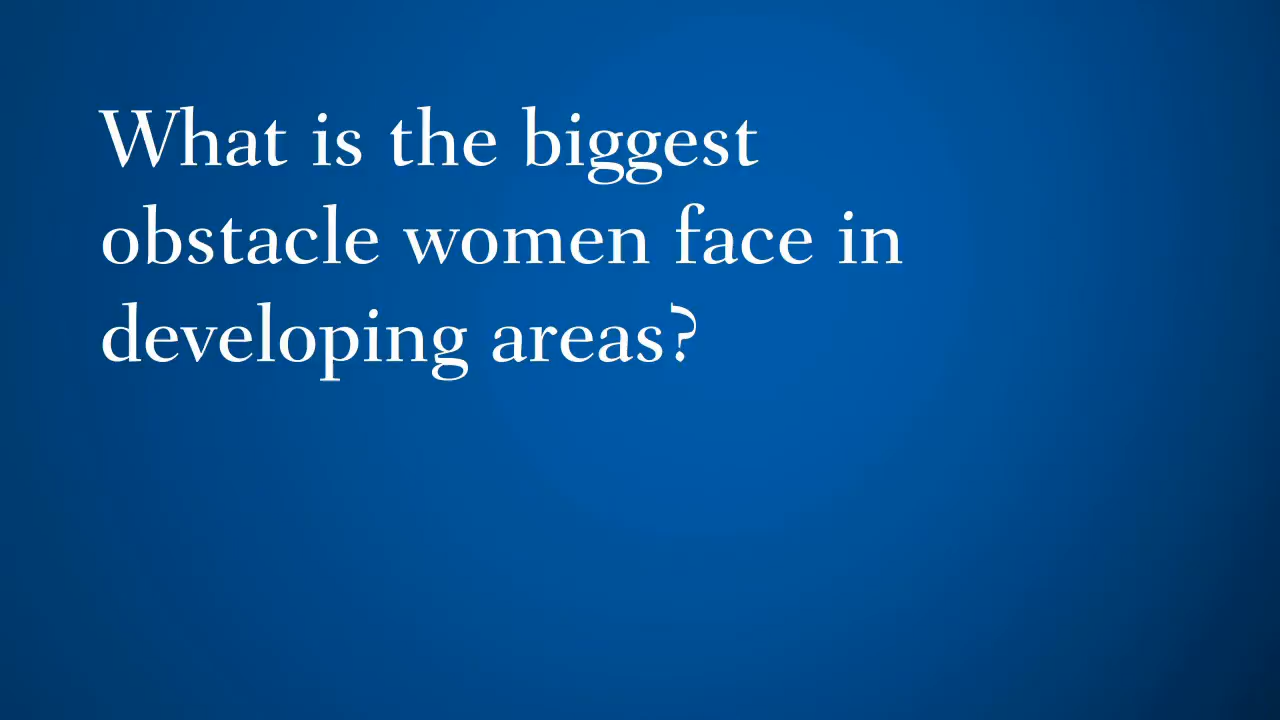 What is the biggest
obstacle women face in
developing areas?